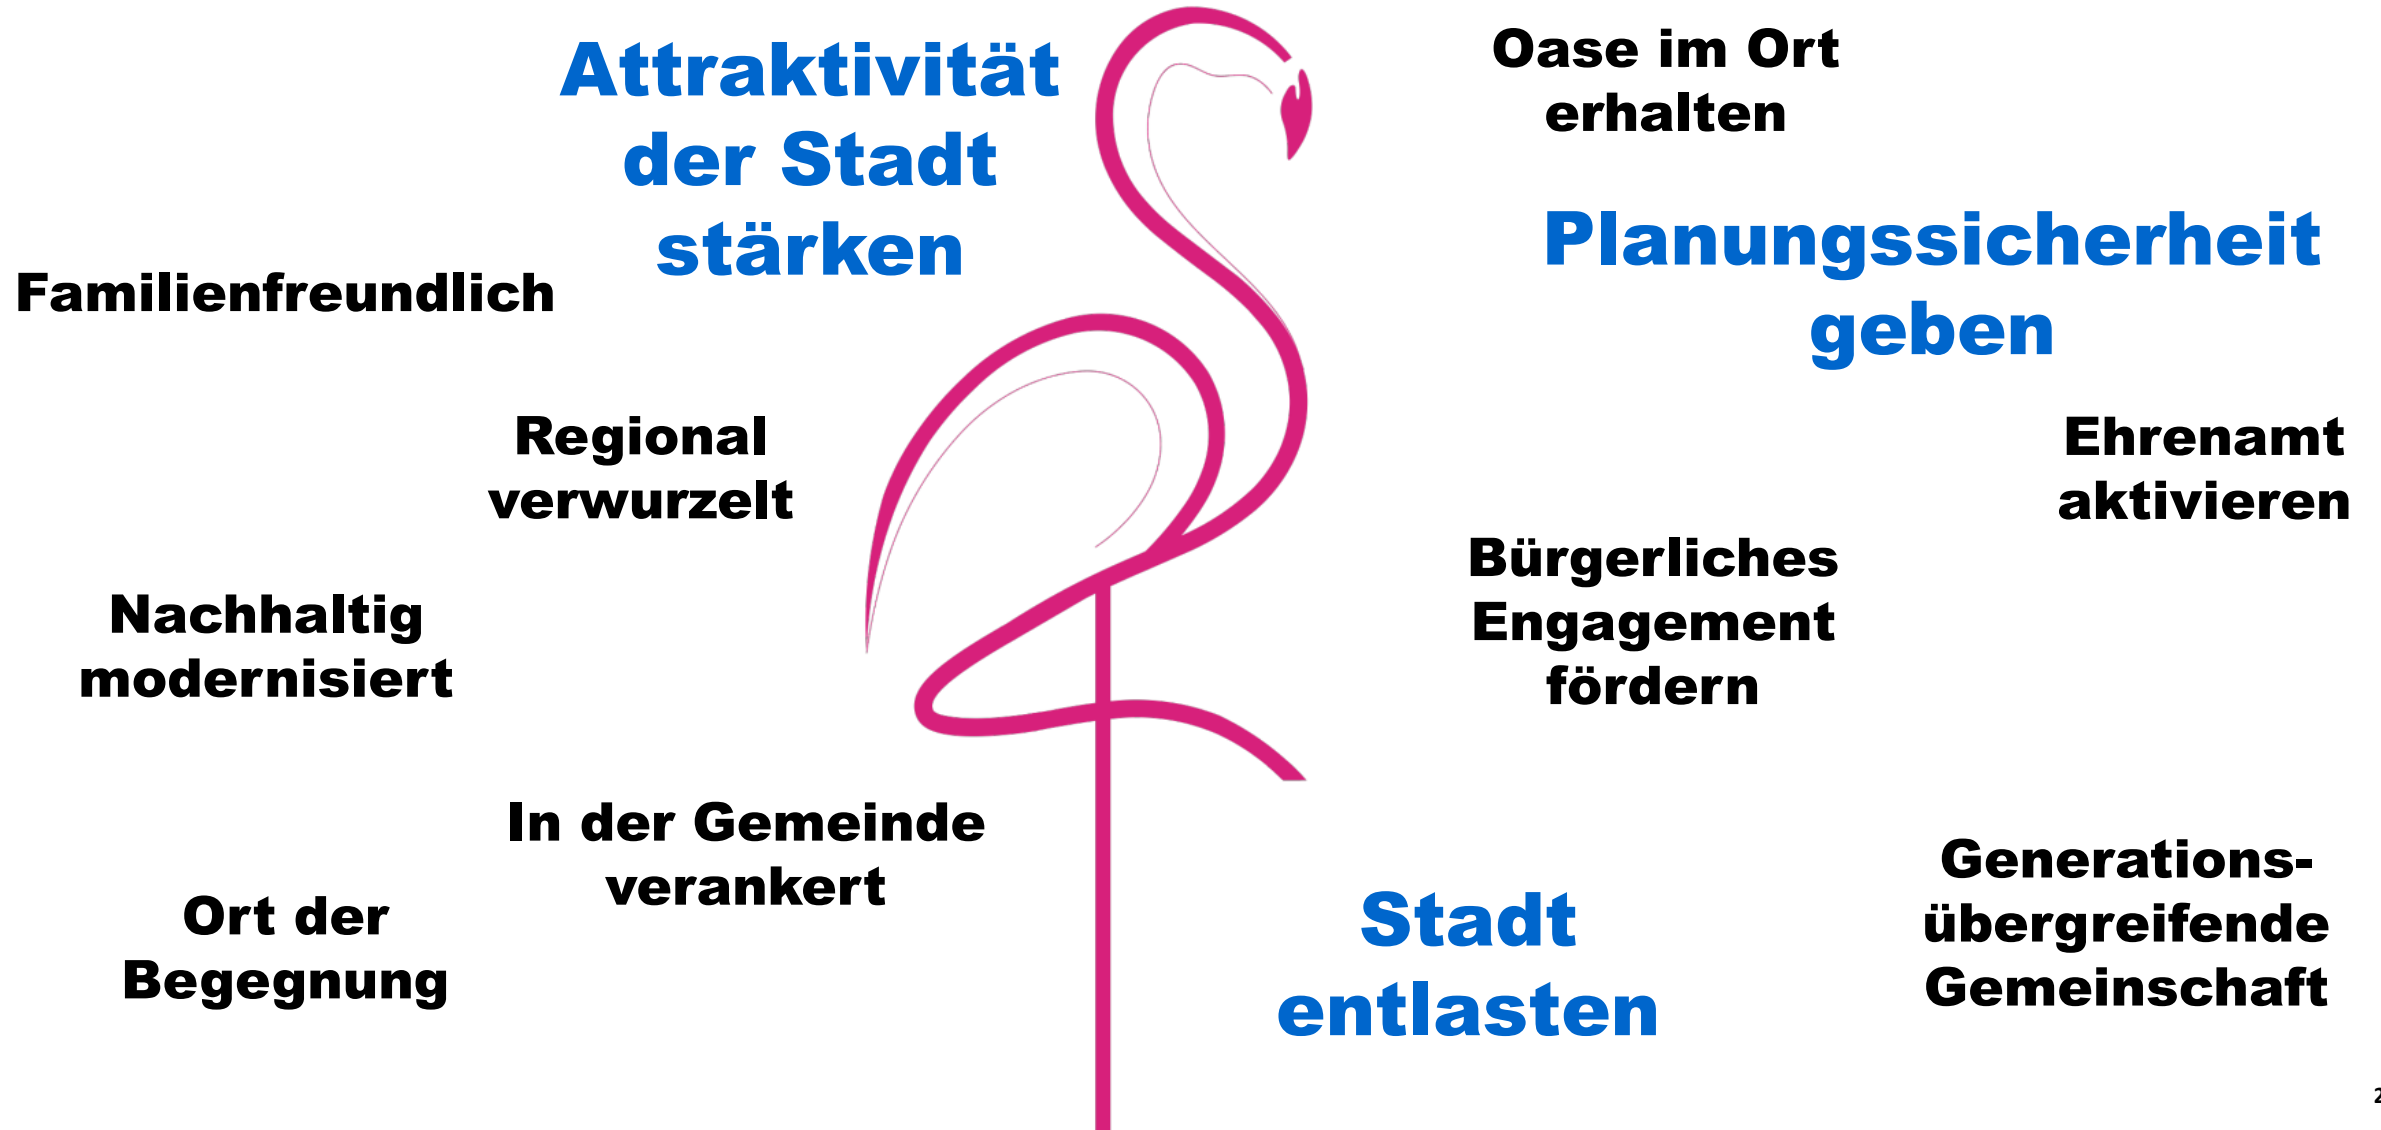 Attraktivität
der Stadt
stärken
Oase im Ort
erhalten
Planungssicherheit
geben
Familienfreundlich
Regional
verwurzelt
Ehrenamt
aktivieren
Bürgerliches
Engagement
fördern
Nachhaltig
modernisiert
In der Gemeinde
verankert
Generations-
übergreifende
Gemeinschaft
Ort der
Begegnung
Stadt
entlasten
2